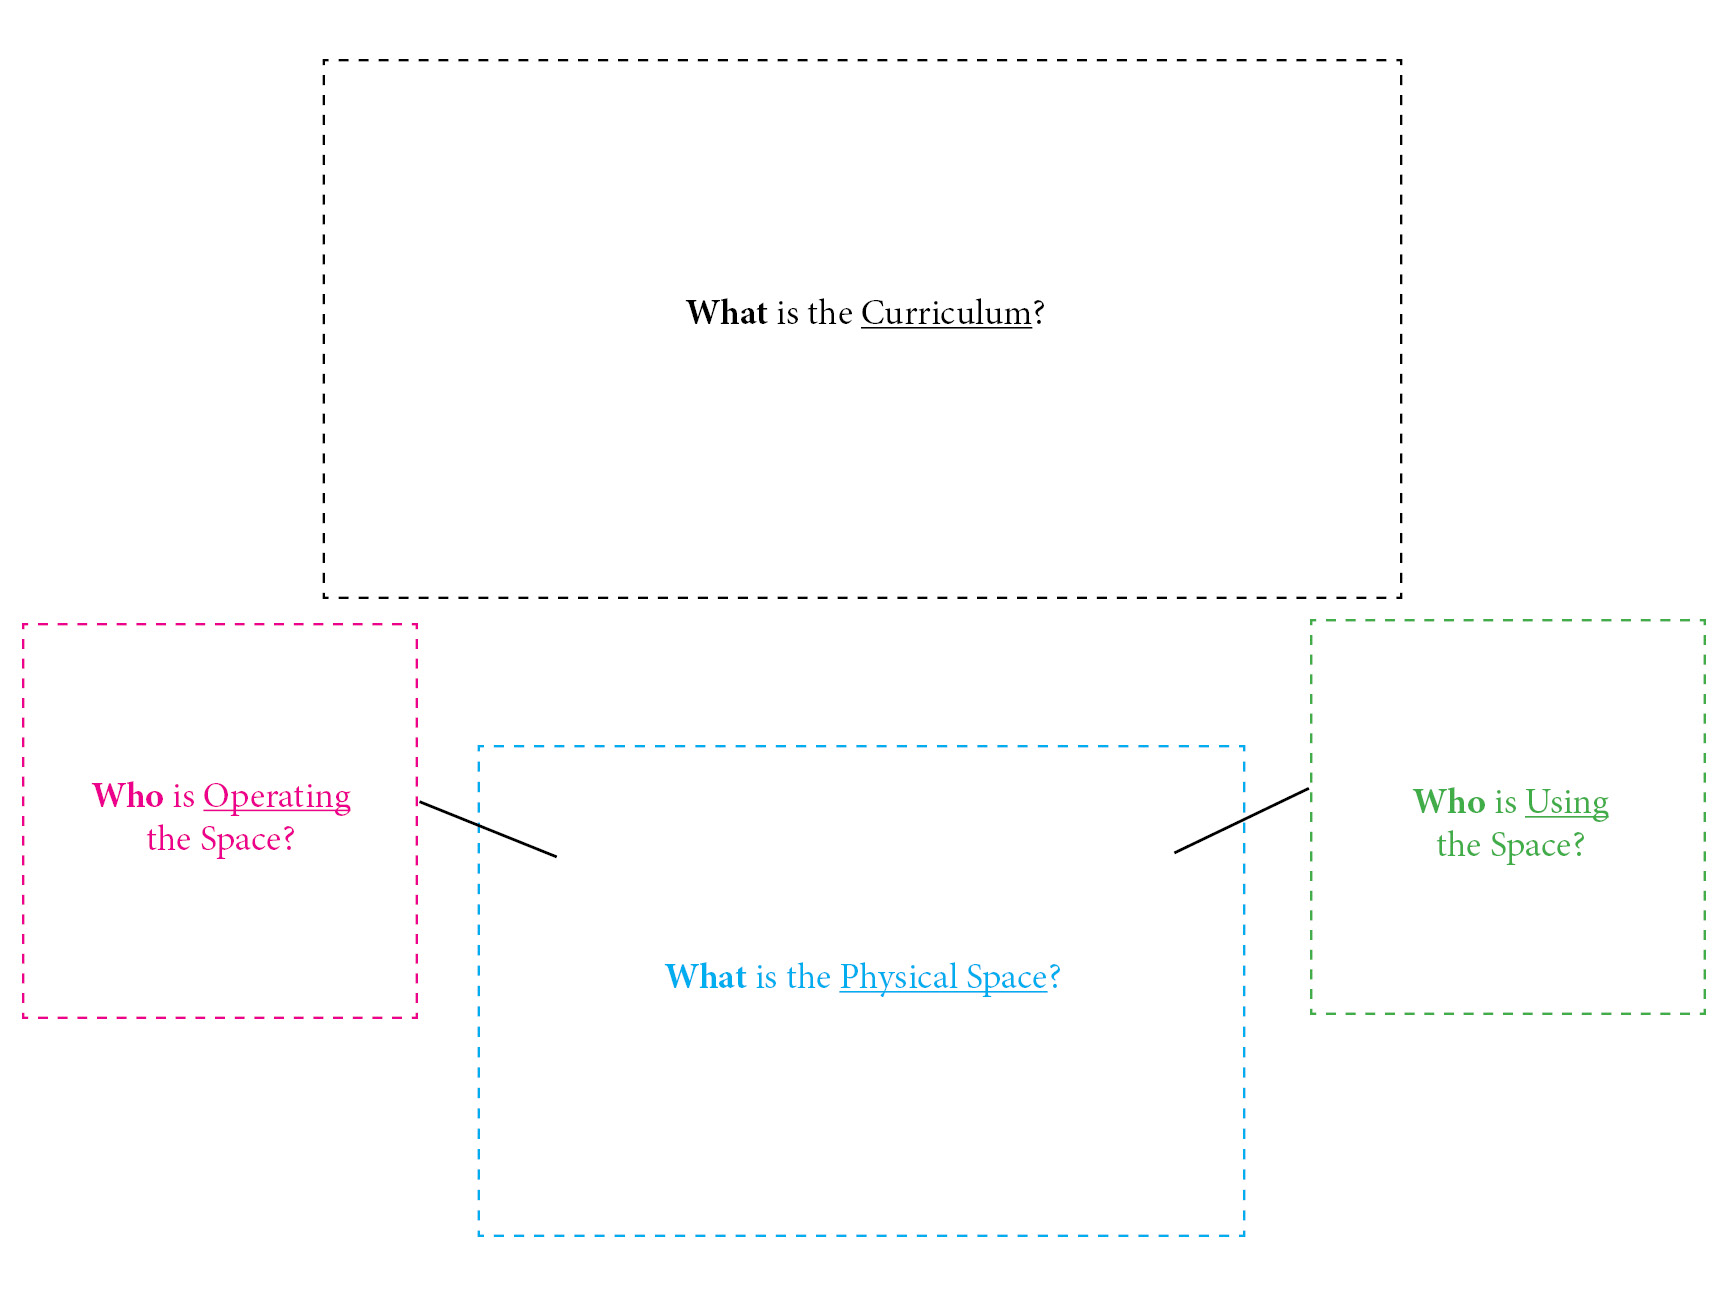 What is the Curriculum?
Who is Operating
the Space?
Who is Using
the Space?
What is the Physical Space?